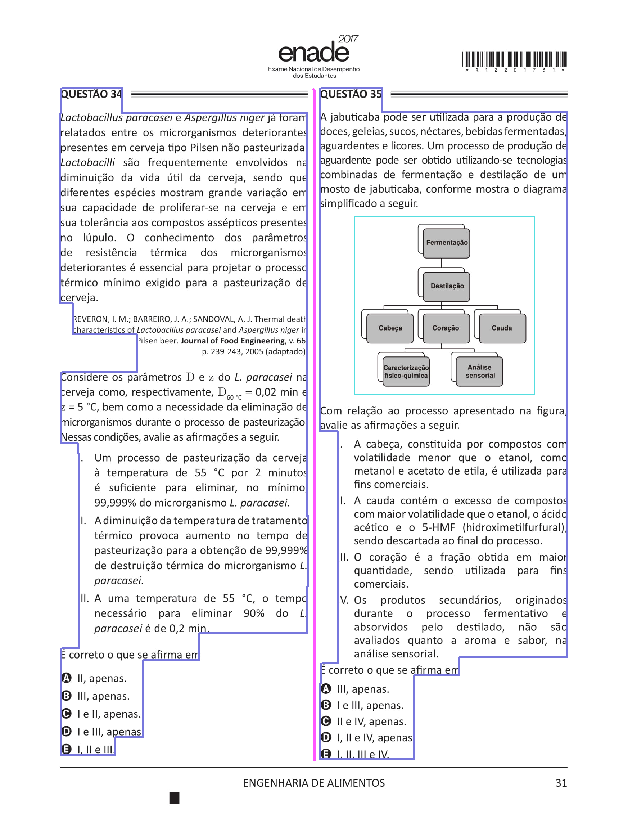 enade 2017
Exame Nacional de Desempenho
dos Estudantes
*R1220175 1*
QUESTÃO 34
Lactobacillus paracasei e Aspergillus niger já foram
relatados entre os microrganismos deteriorantes
presentes em cerveja tipo Pilsen não pasteurizada.
Lactobacilli são frequentemente envolvidos na
diminuição da vida útil da cerveja, sendo que
diferentes espécies mostram grande variação em
sua capacidade de proliferar-se na cerveja e em
sua tolerância aos compostos assépticos presentes
no lúpulo. O conhecimento dos parâmetros
de resistência térmica dos microrganismos
deteriorantes é essencial para projetar o processo
térmico mínimo exigido para a pasteurização de
cerveja.
REVERON, I. M.; BARREIRO, J. A.; SANDOVAL, A. J. Thermal death
characteristics of Lactobacillus paracasei and Aspergillus niger in
Pilsen beer. Journal of Food Engineering, v. 66
p. 239-243, 2005 (adaptado).
Considere os parâmetros D e z do L. paracasei na
cerveja como, respectivamente, D60 °C = 0,02 min e
z = 5 °C, bem como a necessidade da eliminação de
microrganismos durante o processo de pasteurização.
Nessas condições, avalie as afirmações a seguir.
I. Um processo de pasteurização da cerveja
à temperatura de 55 °C por 2 minutos
é suficiente para eliminar, no mínimo,
99,999% do microrganismo L. paracasei.
II. A diminuição da temperatura de tratamento
térmico provoca aumento no tempo de
pasteurização para a obtenção de 99,999%
de destruição térmica do microrganismo L.
paracasei.
III. A uma temperatura de 55 °C, o tempo
necessário para eliminar 90% do L.
paracasei é de 0,2 min.
É correto o que se afirma em
A II, apenas.
B III, apenas.
C I e II, apenas.
D I e III, apenas.
E I, II e III.
QUESTÃO 35
A jabuticaba pode ser utilizada para a produção de
doces, geleias, sucos, néctares, bebidas fermentadas,
aguardentes e licores. Um processo de produção de
aguardente pode ser obtido utilizando-se tecnologias
combinadas de fermentação e destilação de um
mosto de jabuticaba, conforme mostra o diagrama
simplificado a seguir.
Fermentação
Destilação
Cabeça Coração Cauda
Caracterização
físico-química
Análise
sensorial
Com relação ao processo apresentado na figura,
avalie as afirmações a seguir.
I. A cabeça, constituída por compostos com
volatilidade menor que o etanol, como
metanol e acetato de etila, é utilizada para
fins comerciais.
II. A cauda contém o excesso de compostos
com maior volatilidade que o etanol, o ácido
acético e o 5-HMF (hidroximetilfurfural),
sendo descartada ao final do processo.
III. O coração é a fração obtida em maior
quantidade, sendo utilizada para fins
comerciais.
IV. Os produtos secundários, originados
durante o processo fermentativo e
absorvidos pelo destilado, não são
avaliados quanto a aroma e sabor, na
análise sensorial.
É correto o que se afirma em
A III, apenas.
B I e III, apenas.
C II e IV, apenas.
D I, II e IV, apenas.
E I, II, III e IV.
ENGENHARIA DE ALIMENTOS
31